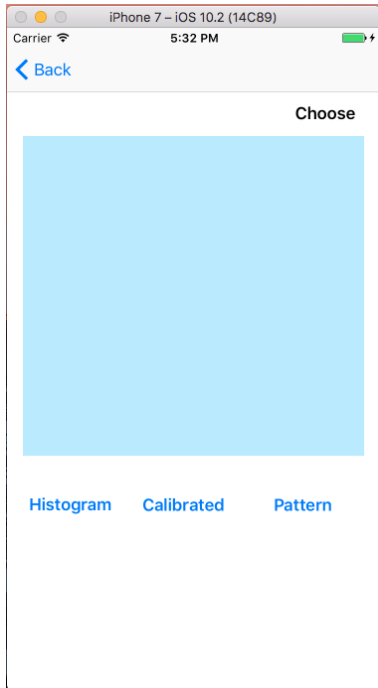 iPhone 7 – iOS 10.2 (14C89)
Carrier 5:32 PM
Back
Choose
Histogram Calibrated Pattern